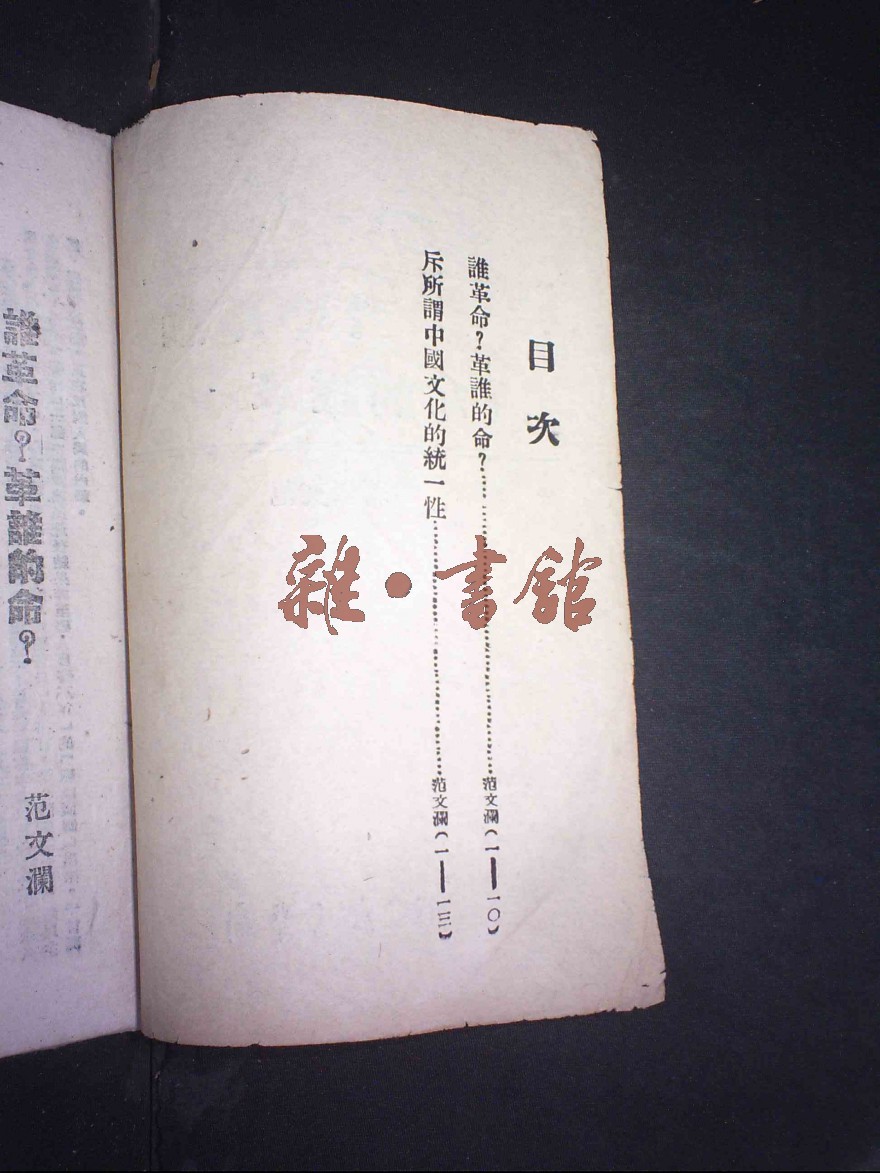 目次
誰革命？革誰的命？……………………范文瀾（一——一〇）
斥所謂中國文化的統一性……………………范文瀾（一——一三）
誰革命？革誰的命？
范文瀾
雜·書館